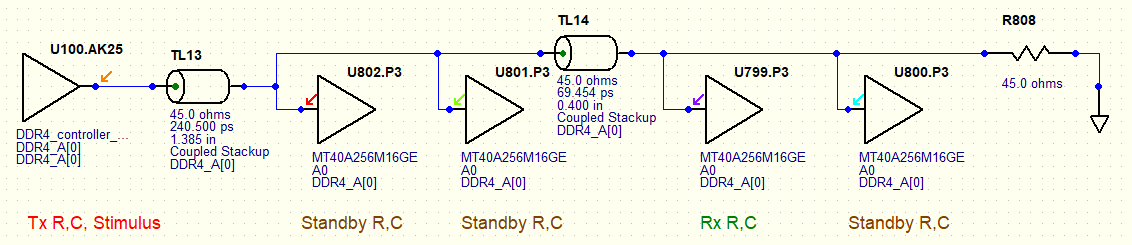 U100.AK25
DDR4_controller_...
DDR4_A[0]
DDR4_A[0]
TL13
45.0 ohms
240.500 ps
1.385 in
Coupled Stackup
DDR4_A[0]
U802.P3
MT40A256M16GE
A0
DDR4_A[0]
U801.P3
MT40A256M16GE
A0
DDR4_A[0]
TL14
45.0 ohms
69.454 ps
0.400 in
Coupled Stackup
DDR4_A[0]
U799.P3
MT40A256M16GE
A0
DDR4_A[0]
U800.P3
MT40A256M16GE
A0
DDR4_A[0]
R808
45.0 ohms
Tx R,C, Stimulus
Standby R,C
Standby R,C
Rx R,C
Standby R,C